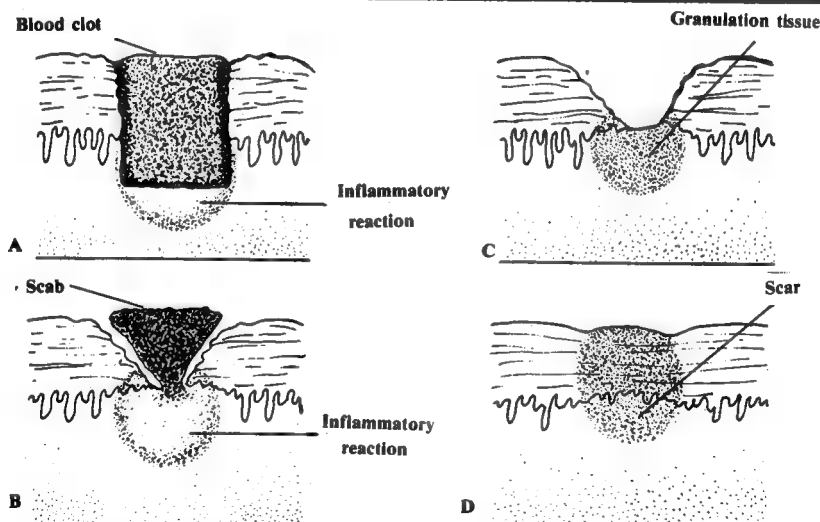 Blood clot
Inflammatory
reaction
A
Scab
Inflammatory
reaction
B
Granulation tissue
C
Scar
D